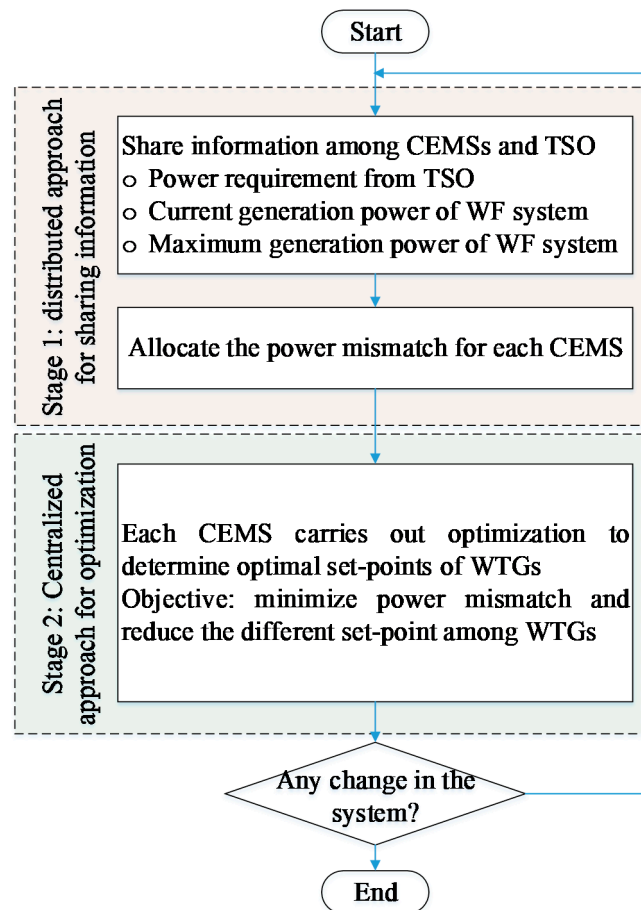 Start
Stage 1: distributed approach
for sharing information
Share information among CEMSs and TSO
o Power requirement from TSO
o Current generation power of WF system
o Maximum generation power of WF system
Allocate the power mismatch for each CEMS
Stage 2: Centralized
approach for optimization
Each CEMS carries out optimization to
determine optimal set-points of WTGs
Objective: minimize power mismatch and
reduce the different set-point among WTGs
Any change in the
system?
End